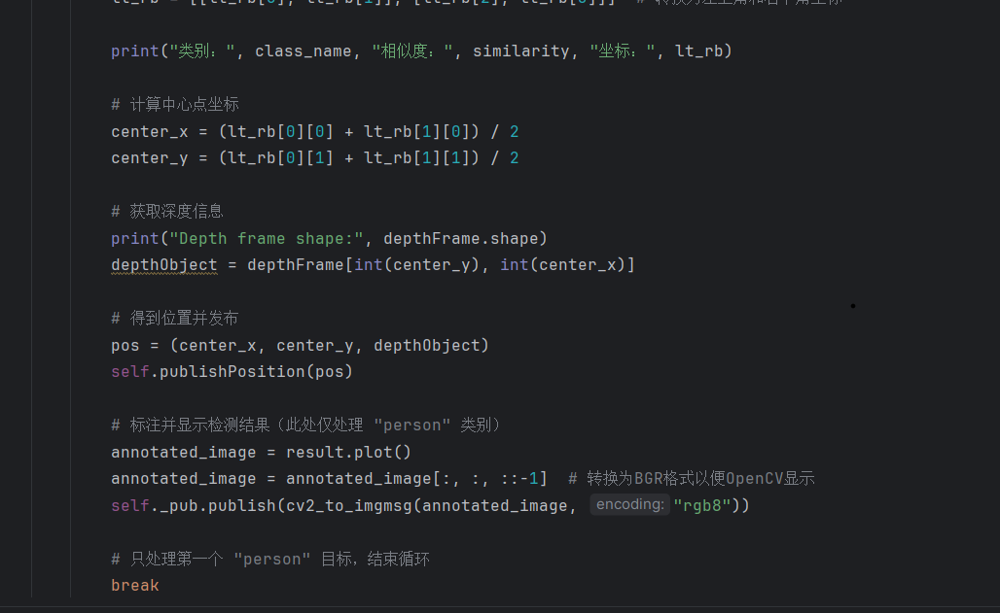 print("类别：", class_name, "相似度：", similarity, "坐标：", lt_rb)
# 计算中心点坐标
center_x = (lt_rb[0][0] + lt_rb[1][0]) / 2
center_y = (lt_rb[0][1] + lt_rb[1][1]) / 2
# 获取深度信息
print("Depth frame shape:", depthFrame.shape)
depthObject = depthFrame[int(center_y), int(center_x)]
# 得到位置并发布
pos = (center_x, center_y, depthObject)
self.publishPosition(pos)
# 标注并显示检测结果（此处仅处理 "person" 类别）
annotated_image = result.plot()
annotated_image = annotated_image[:, :, ::-1]  # 转换为BGR格式以便OpenCV显示
self._pub.publish(cv2_to_imgmsg(annotated_image, encoding: "rgb8"))
# 只处理第一个 "person" 目标，结束循环
break